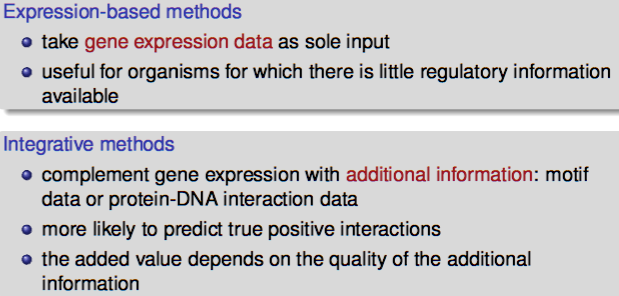 Expression-based methods
take gene expression data as sole input
useful for organisms for which there is little regulatory information
available
Integrative methods
complement gene expression with additional information: motif
data or protein-DNA interaction data
more likely to predict true positive interactions
the added value depends on the quality of the additional
information